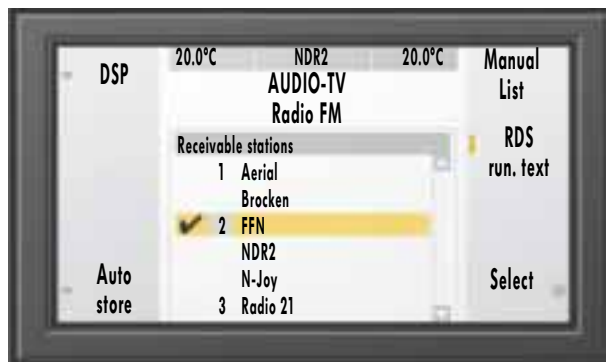 DSP
20.0°C NDR2 20.0°C
AUDIO-TV
Radio FM
Manual
List
Receivable stations
1 Aerial
Brocken
2 FFN
NDR2
N-Joy
3 Radio 21
RDS
run. text
Auto
store
Select